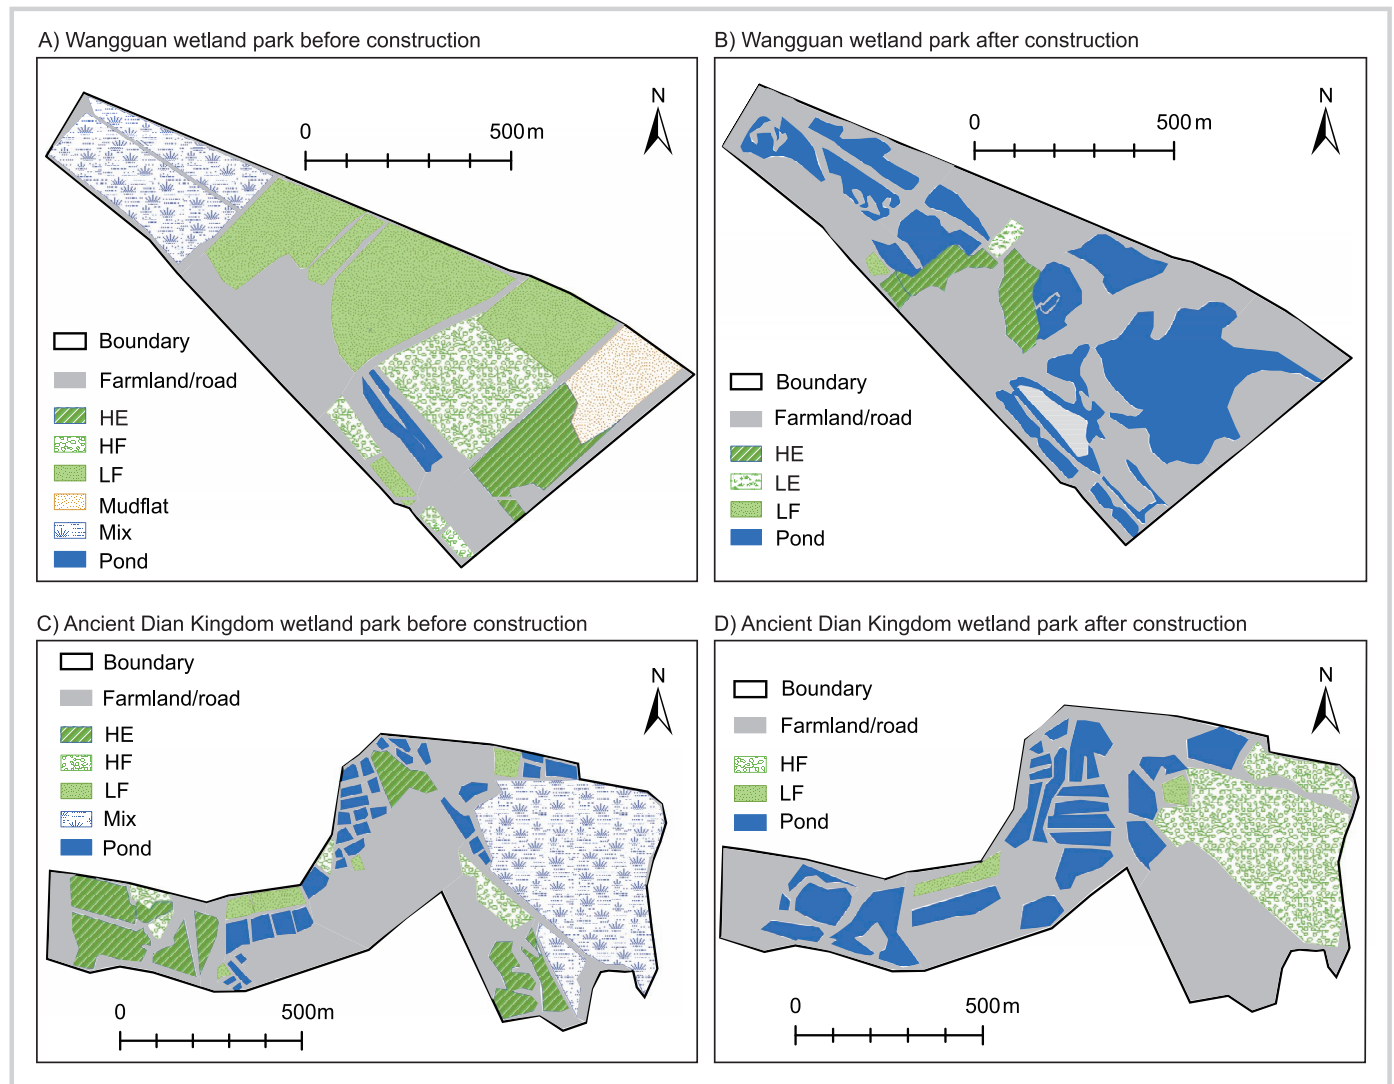 A) Wangguan wetland park before construction
N
0 500m
Boundary
Farmland/road
HE
HF
LF
Mudflat
Mix
Pond
B) Wangguan wetland park after construction
N
0 500m
Boundary
Farmland/road
HE
LE
LF
Pond
C) Ancient Dian Kingdom wetland park before construction
Boundary
N
Farmland/road
HE
HF
LF
Mix
Pond
0 500m
D) Ancient Dian Kingdom wetland park after construction
N
Boundary
Farmland/road
HF
LF
Pond
0 500m